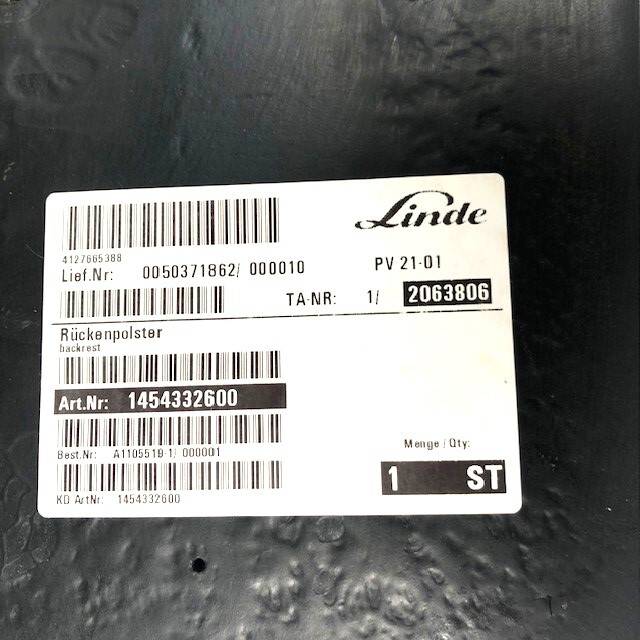 Linde
4127665388
Lief.Nr: 0050371862/ 000010 PV 21-01
TA-NR: 1/ 2063806
Rückenpolster
backrest
Art.Nr: 1454332600
Best.Nr: A110551D-1/ 000001
Menge / Qty:
1 ST
KD ArtNr: 1454332600